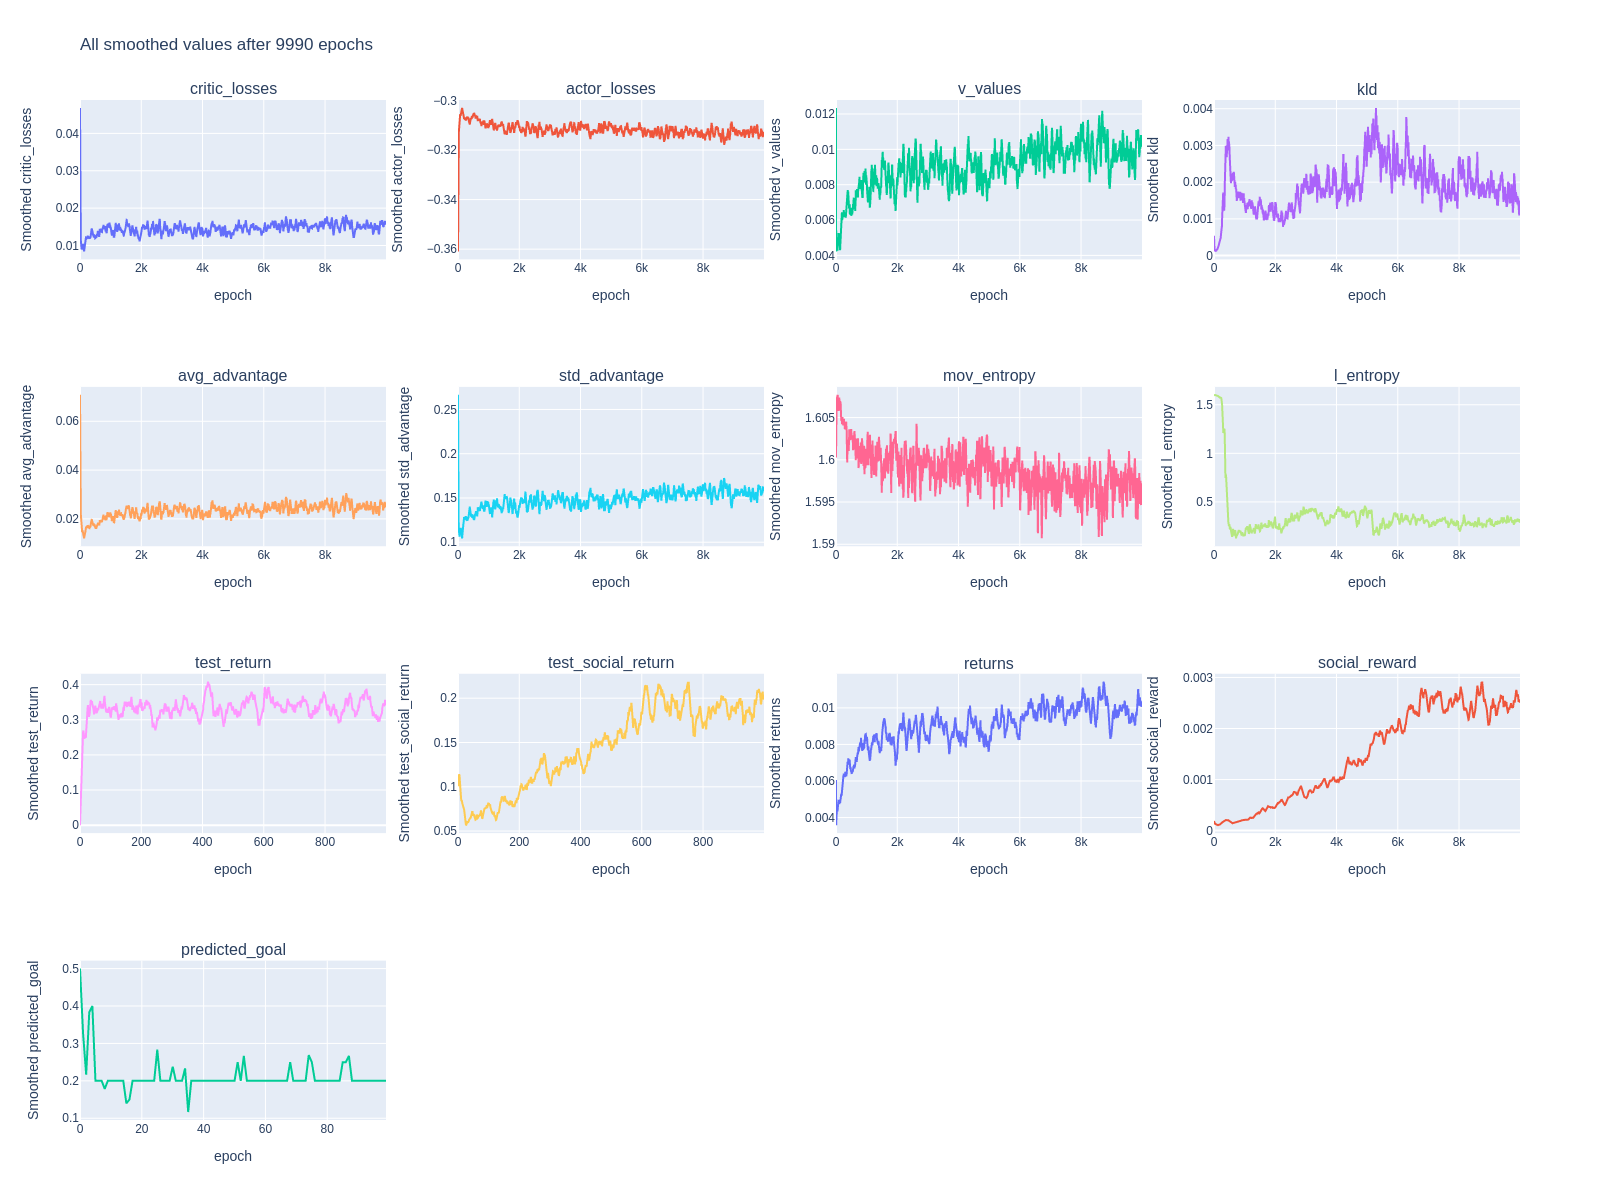 All smoothed values after 9990 epochs
critic_losses
Smoothed critic_losses
0.04
0.03
0.02
0.01
0
2k
4k
6k
8k
epoch
actor_losses
Smoothed actor_losses
−0.3
−0.32
−0.34
−0.36
0
2k
4k
6k
8k
epoch
v_values
Smoothed v_values
0.012
0.01
0.008
0.006
0.004
0
2k
4k
6k
8k
epoch
kld
Smoothed kld
0.004
0.003
0.002
0.001
0
0
2k
4k
6k
8k
epoch
avg_advantage
Smoothed avg_advantage
0.06
0.04
0.02
0
2k
4k
6k
8k
epoch
std_advantage
Smoothed std_advantage
0.25
0.2
0.15
0.1
0
2k
4k
6k
8k
epoch
mov_entropy
Smoothed mov_entropy
1.605
1.6
1.595
1.59
0
2k
4k
6k
8k
epoch
l_entropy
Smoothed l_entropy
1.5
1
0.5
0
2k
4k
6k
8k
epoch
test_return
Smoothed test_return
0.4
0.3
0.2
0.1
0
0
200
400
600
800
epoch
test_social_return
Smoothed test_social_return
0.2
0.15
0.1
0.05
0
200
400
600
800
epoch
returns
Smoothed returns
0.01
0.008
0.006
0.004
0
2k
4k
6k
8k
epoch
social_reward
Smoothed social_reward
0.003
0.002
0.001
0
0
2k
4k
6k
8k
epoch
predicted_goal
Smoothed predicted_goal
0.5
0.4
0.3
0.2
0.1
0
20
40
60
80
epoch